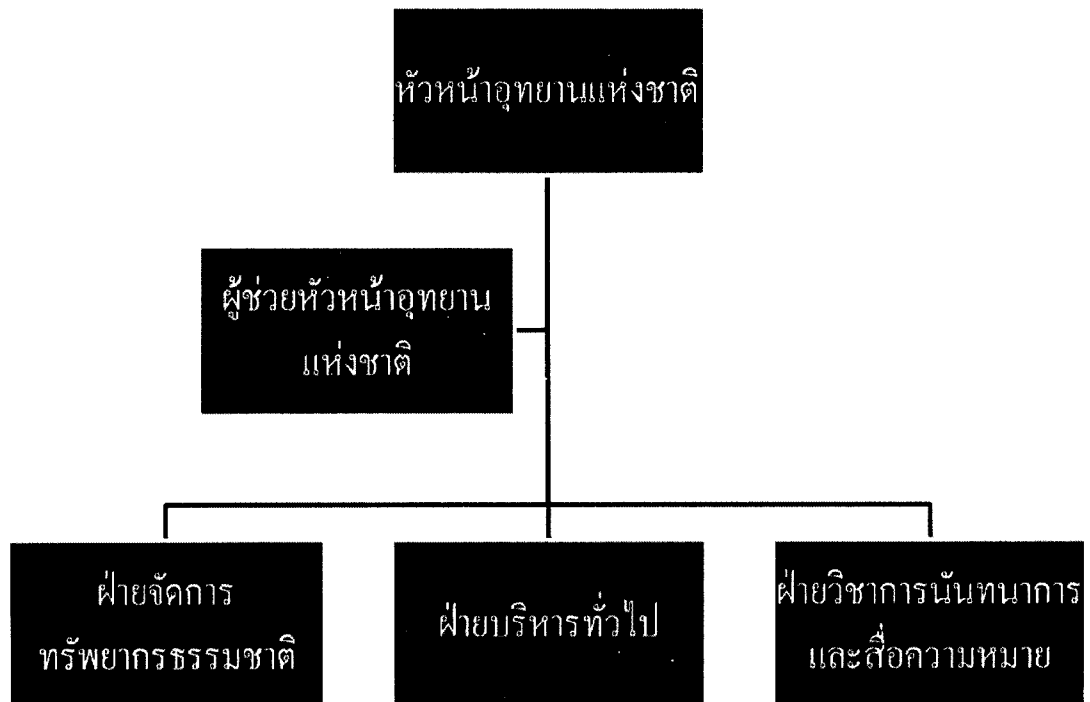 หัวหน้าอุทยานแห่งชาติ
ผู้ช่วยหัวหน้าอุทยาน
แห่งชาติ
ฝ่ายจัดการ
ทรัพยากรธรรมชาติ
ฝ่ายบริหารทั่วไป
ฝ่ายวิชาการนันทนาการ
และสื่อความหมาย